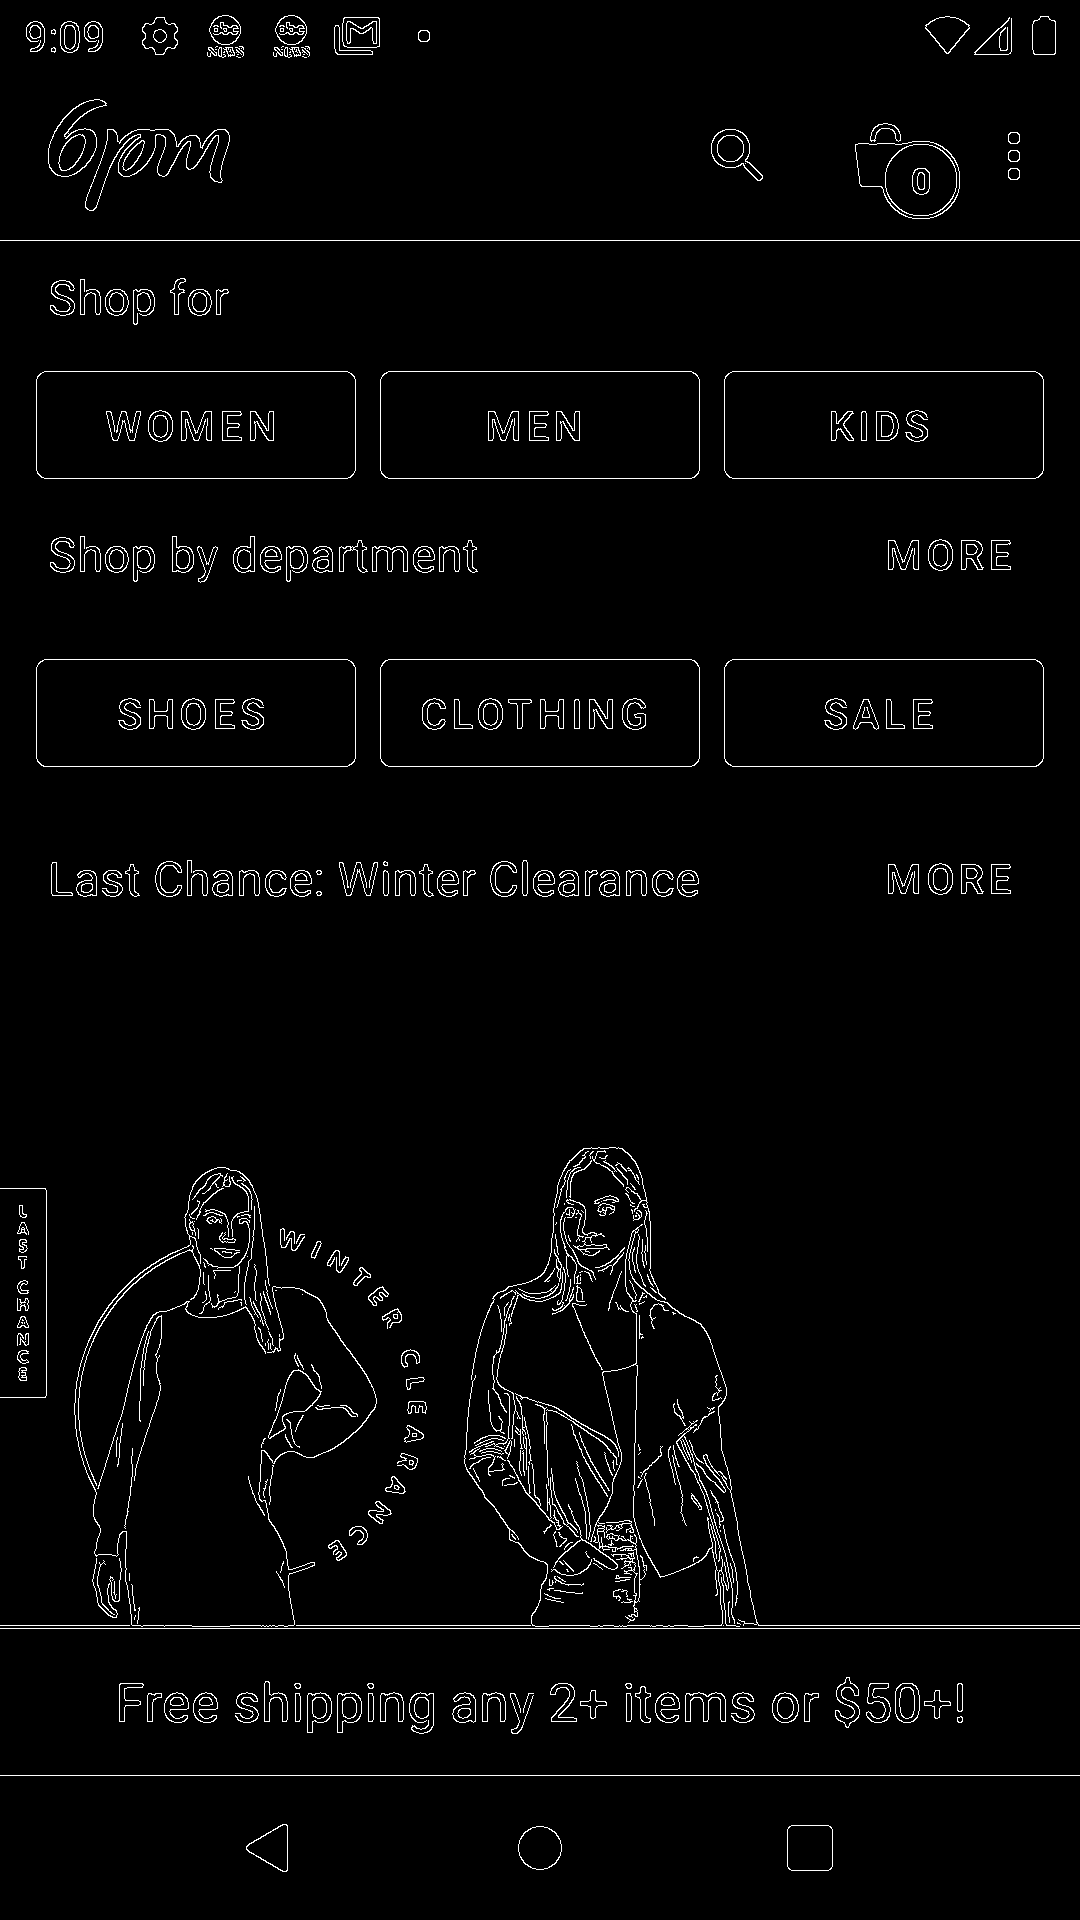 9:09 abc NEWS abc NEWS
6pm
0
Shop for
WOMEN MEN KIDS
Shop by department MORE
SHOES CLOTHING SALE
Last Chance: Winter Clearance MORE
LAST CHANCE
WINTER CLEARANCE
Free shipping any 2+ items or $50+!